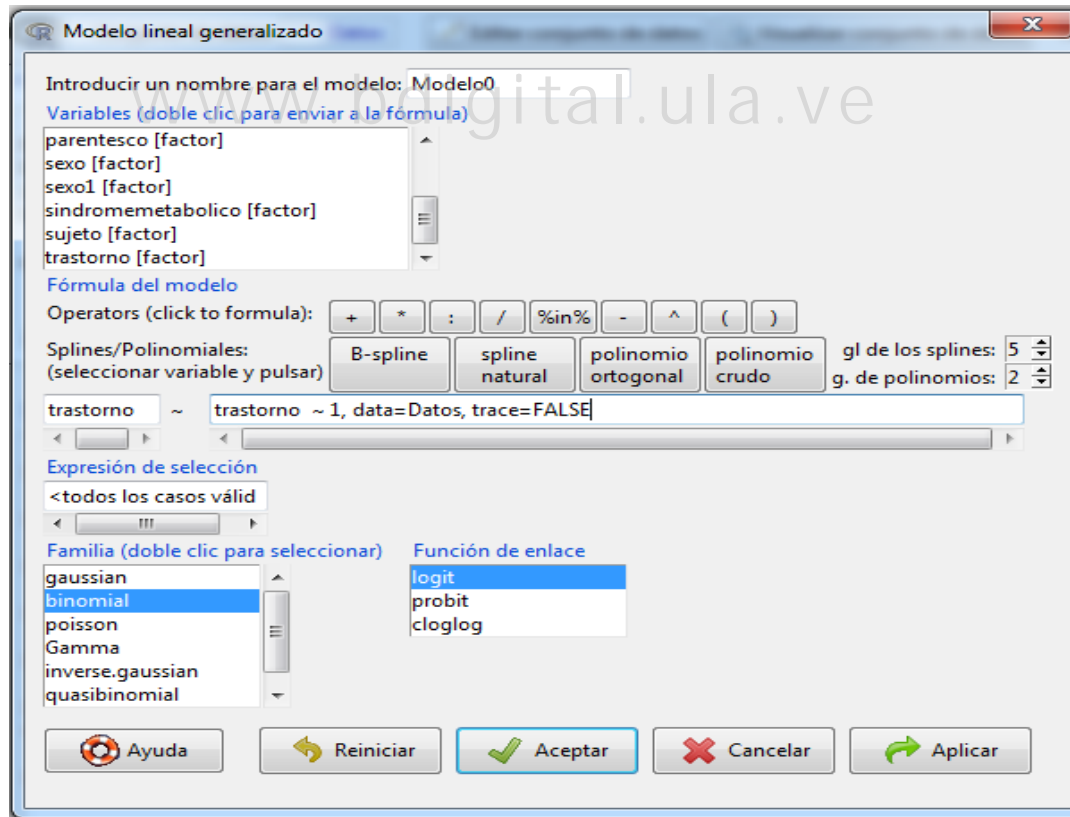 Modelo lineal generalizado
Introducir un nombre para el modelo: Modelo0
www.bdigital.ula.ve
Variables (doble clic para enviar a la fórmula)
parentesco [factor]
sexo [factor]
sexo1 [factor]
sindromemetabolico [factor]
sujeto [factor]
trastorno [factor]
Fórmula del modelo
Operators (click to formula): + * : / %in% - ^ ( )
Splines/Polinomiales:
(seleccionar variable y pulsar)
B-spline
spline
natural
polinomio
ortogonal
polinomio
crudo
gl de los splines: 5
g. de polinomios: 2
trastorno ~ trastorno ~ 1, data=Datos, trace=FALSE
Expresión de selección
<todos los casos válid
Familia (doble clic para seleccionar)
gaussian
binomial
poisson
Gamma
inverse.gaussian
quasibinomial
Función de enlace
logit
probit
cloglog
Ayuda Reiniciar Aceptar Cancelar Aplicar